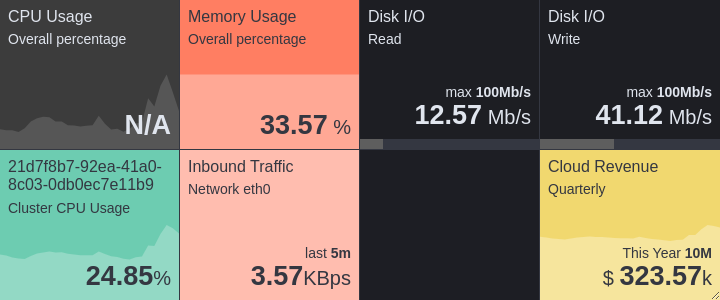 CPU Usage
Overall percentage
N/A
Memory Usage
Overall percentage
33.57 %
Disk I/O
Read
max 100Mb/s
12.57 Mb/s
Disk I/O
Write
max 100Mb/s
41.12 Mb/s
21d7f8b7-92ea-41a0-
8c03-0db0ec7e11b9
Cluster CPU Usage
24.85%
Inbound Traffic
Network eth0
last 5m
3.57KBps
Cloud Revenue
Quarterly
This Year 10M
$ 323.57k